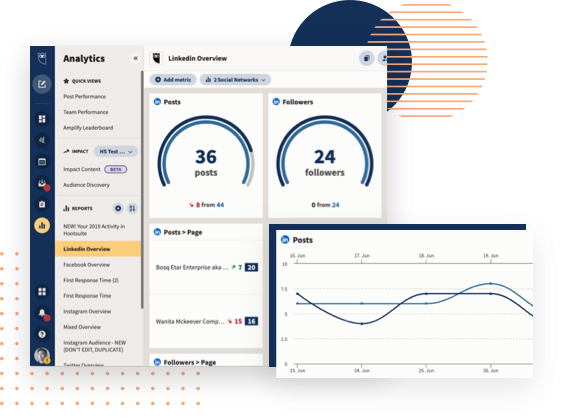 Analytics
«
QUICK VIEWS
Post Performance
Team Performance
Amplify Leaderboard
IMPACT
HS Test ...
Impact Content
BETA
Audience Discovery
REPORTS
NEW! Your 2019 Activity in
Hootsuite
Linkedin Overview
Facebook Overview
First Response Time (2)
First Response Time
Instagram Overview
Mixed Overview
Instagram Audience - NEW
(DON'T EDIT, DUPLICATE)
Twitter Overview
Linkedin Overview
Add metric
2 Social Networks
in Posts
36
posts
8 from 44
in Followers
24
followers
0 from 24
in Posts > Page
Bosq Etar Enterprise aka ... 7 20
Wanita Mckeever Comp... 15 16
in Followers > Page
in Posts
16. Jun 17. Jun 18. Jun 19. Jun
10
7.5
5
2.5
0
23. Jun 24. Jun 25. Jun 26. Jun